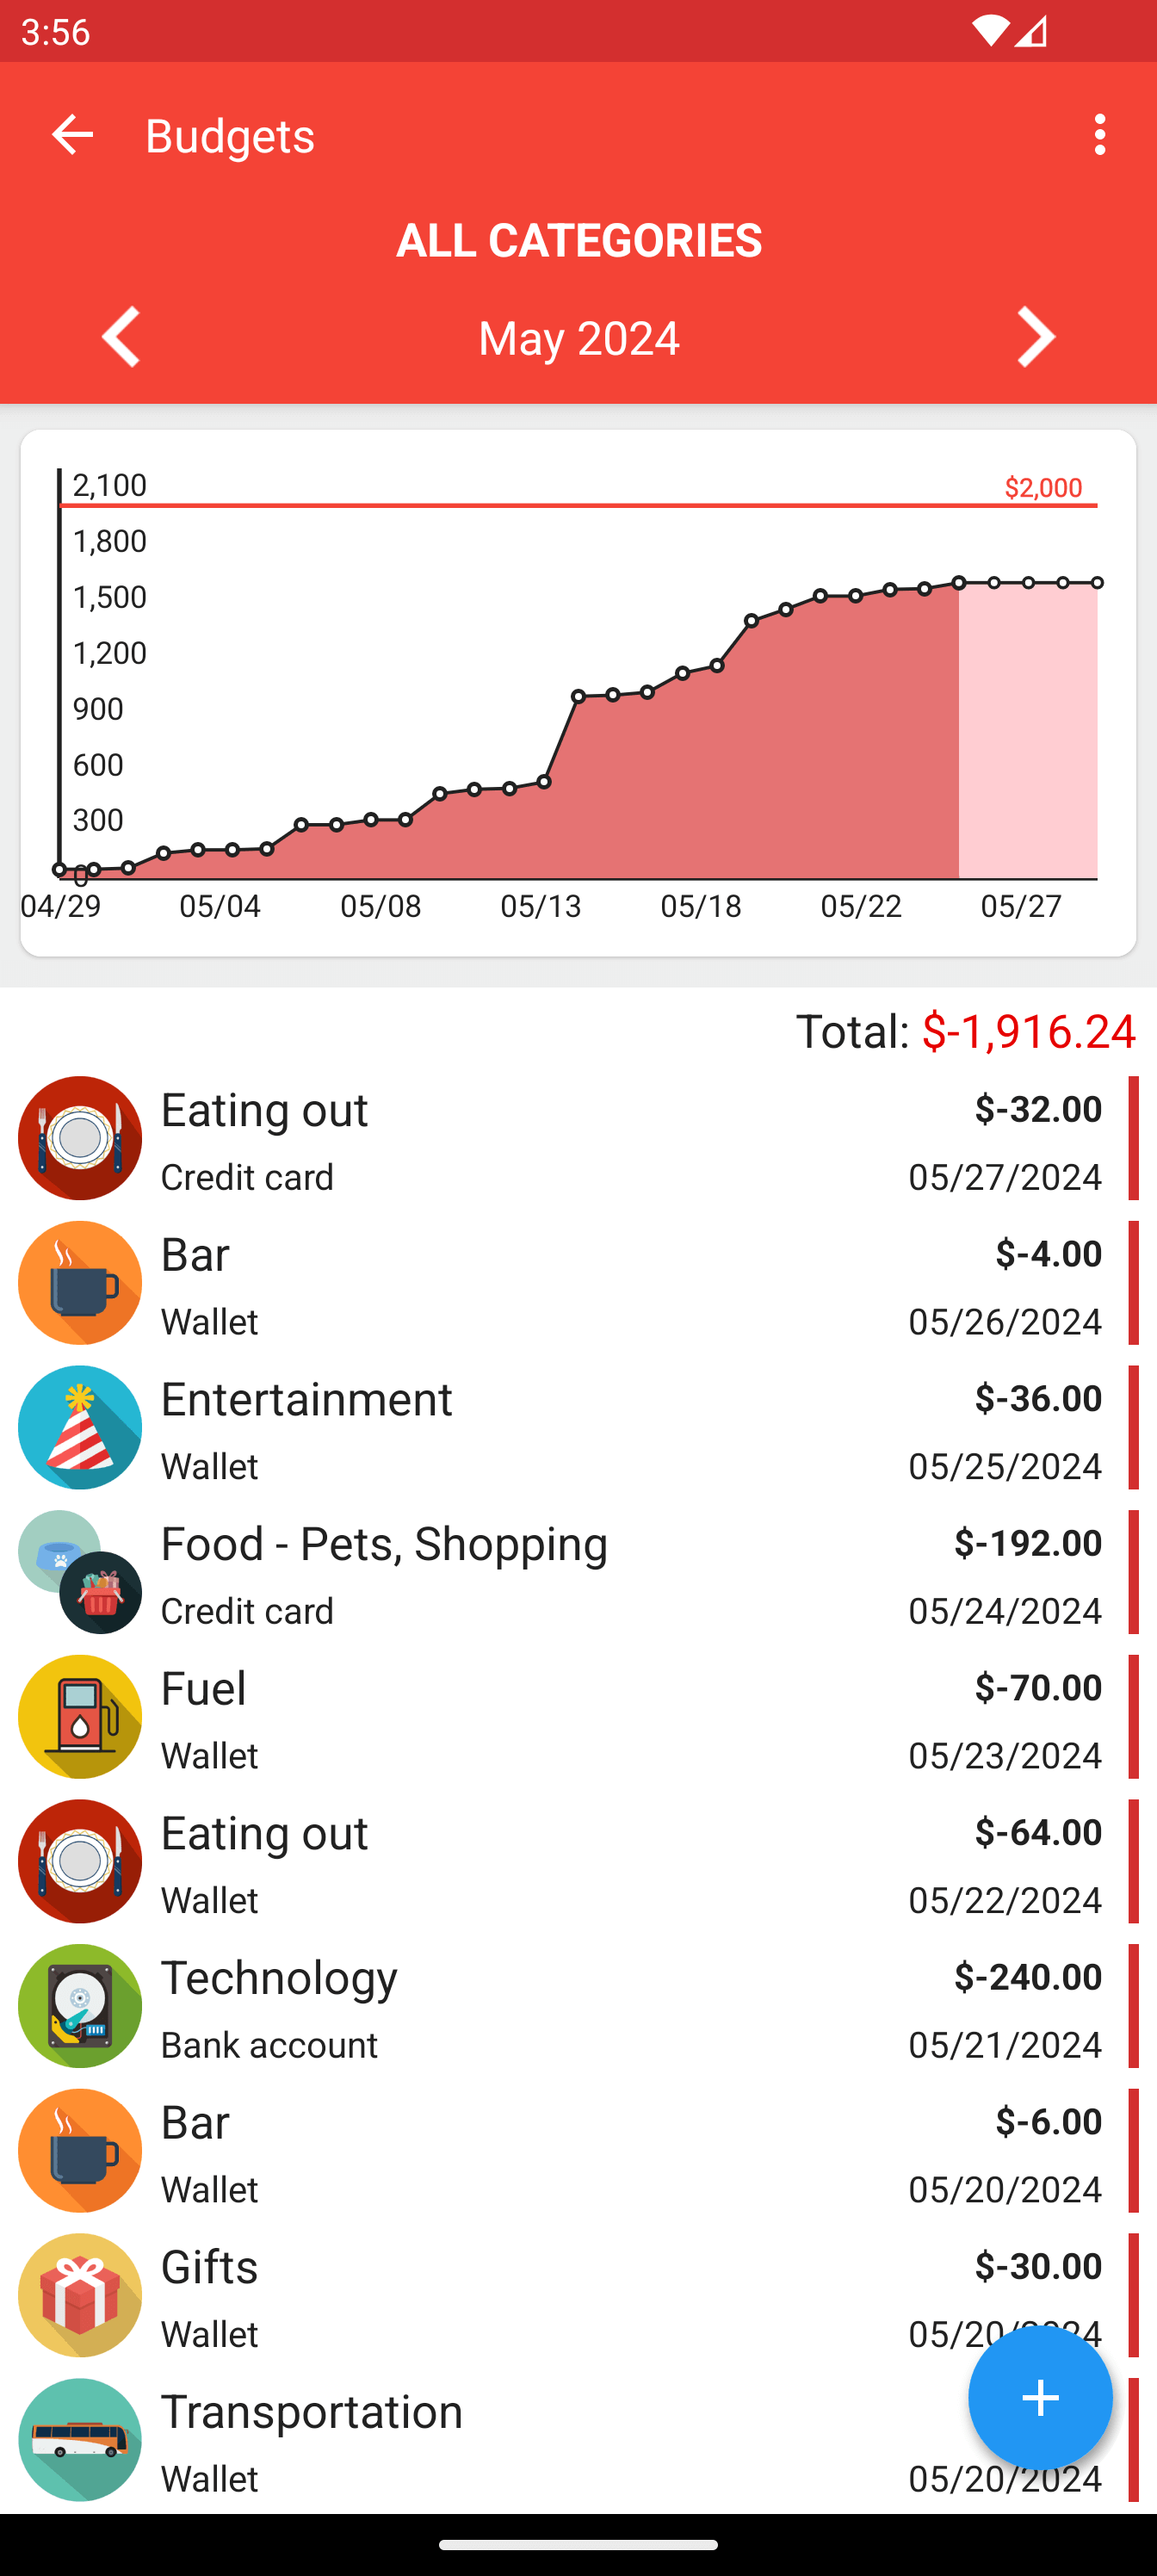 3:56
Budgets
ALL CATEGORIES
May 2024
2,100
$2,000
1,800
1,500
1,200
900
600
300
0
04/29 05/04 05/08 05/13 05/18 05/22 05/27
Total: $-1,916.24
Eating out $-32.00
Credit card 05/27/2024
Bar $-4.00
Wallet 05/26/2024
Entertainment $-36.00
Wallet 05/25/2024
Food - Pets, Shopping $-192.00
Credit card 05/24/2024
Fuel $-70.00
Wallet 05/23/2024
Eating out $-64.00
Wallet 05/22/2024
Technology $-240.00
Bank account 05/21/2024
Bar $-6.00
Wallet 05/20/2024
Gifts $-30.00
Wallet 05/20/2024
Transportation
Wallet 05/20/2024